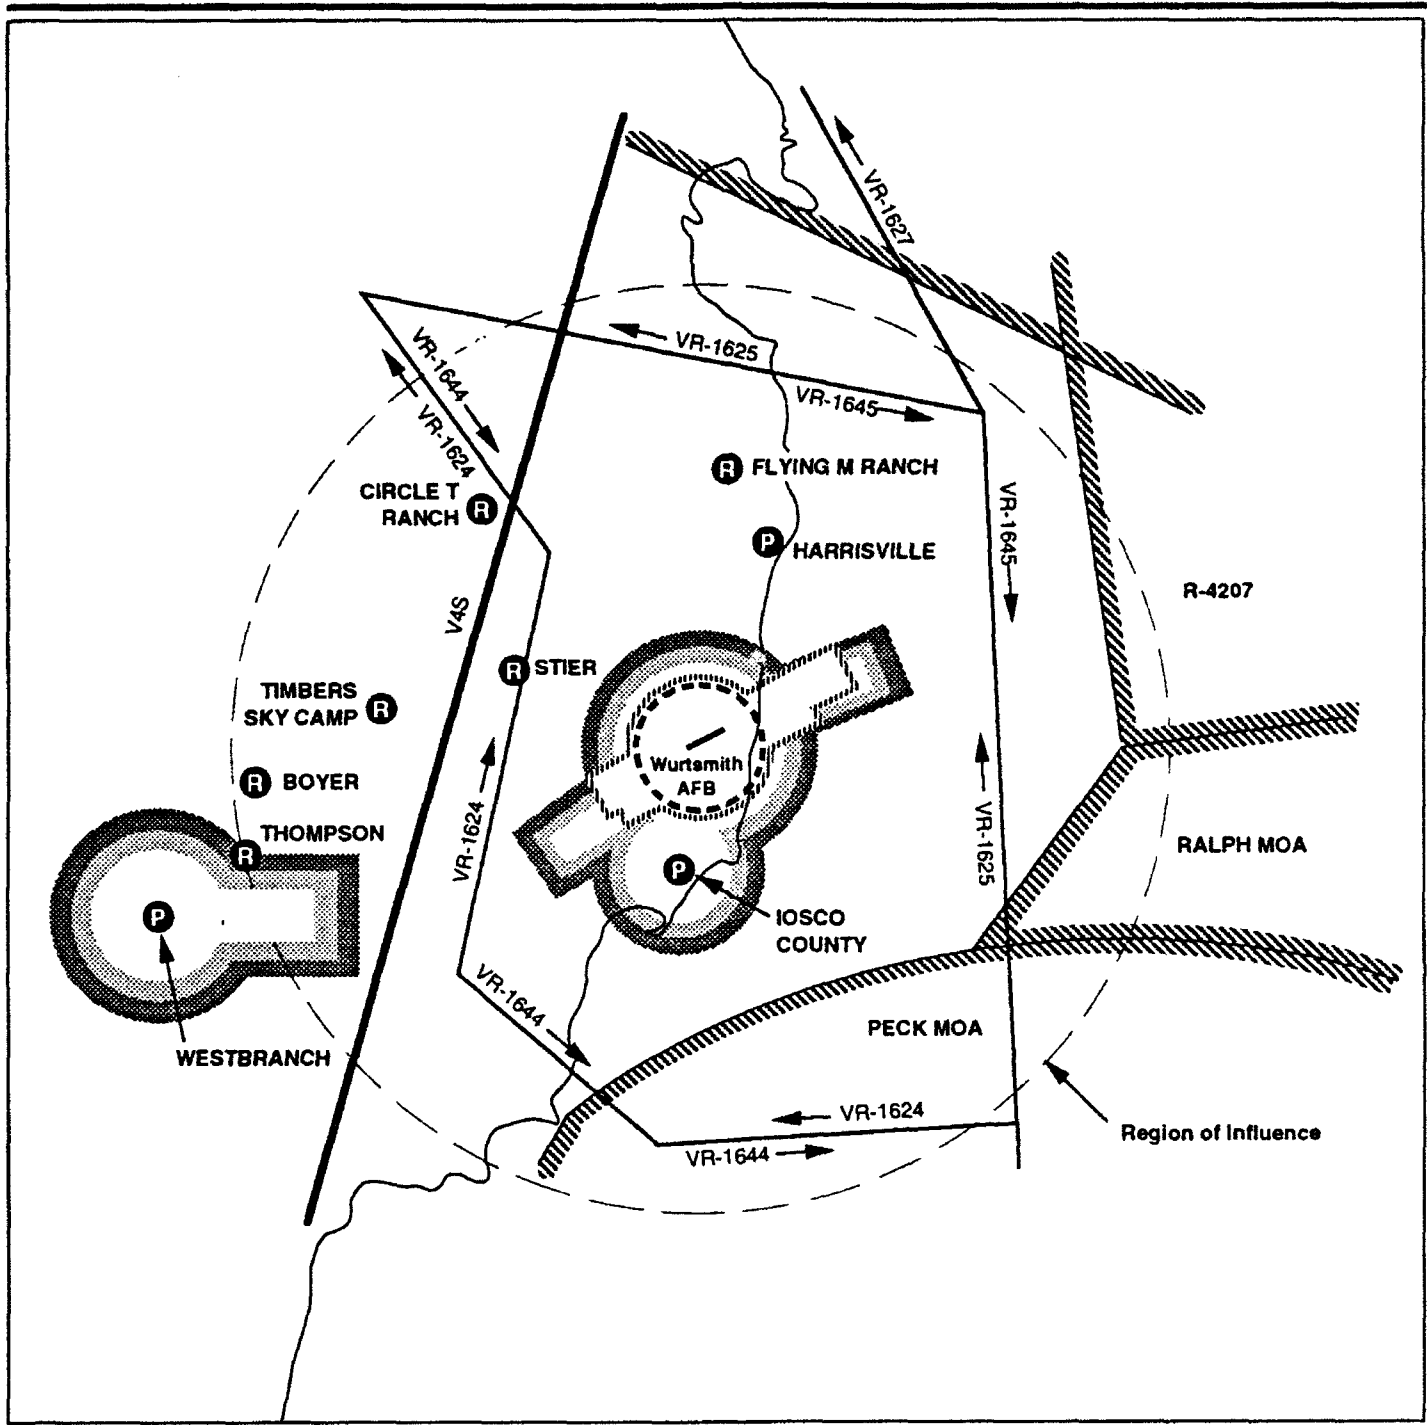 VR-1627
VR-1625
VR-1644
VR-1645
VR-1624
R FLYING M RANCH
CIRCLE T
RANCH R
VR-1645
P HARRISVILLE
R-4207
V4S
R STIER
TIMBERS
SKY CAMP R
Wurtsmith
AFB
R BOYER
VR-1624
VR-1625
THOMPSON
R
RALPH MOA
P
P
IOSCO
COUNTY
VR-1644
PECK MOA
WESTBRANCH
VR-1624
Region of Influence
VR-1644